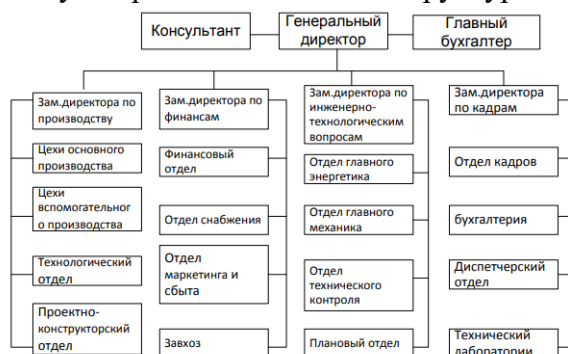 Консультант
Генеральный
директор
Главный
бухгалтер
Зам.директора по
производству
Зам.директора по
финансам
Зам.директора по
инженерно-
технологическим
вопросам
Зам.директора
по кадрам
Цехи основного
производства
Финансовый
отдел
Отдел главного
энергетика
Отдел кадров
Цехи
вспомогательног
о производства
Отдел снабжения
Отдел главного
механика
бухгалтерия
Технологический
отдел
Отдел
маркетинга и
сбыта
Отдел
технического
контроля
Диспетчерский
отдел
Проектно-
конструкторский
отдел
Завхоз
Плановый отдел
Технический
лаборатории